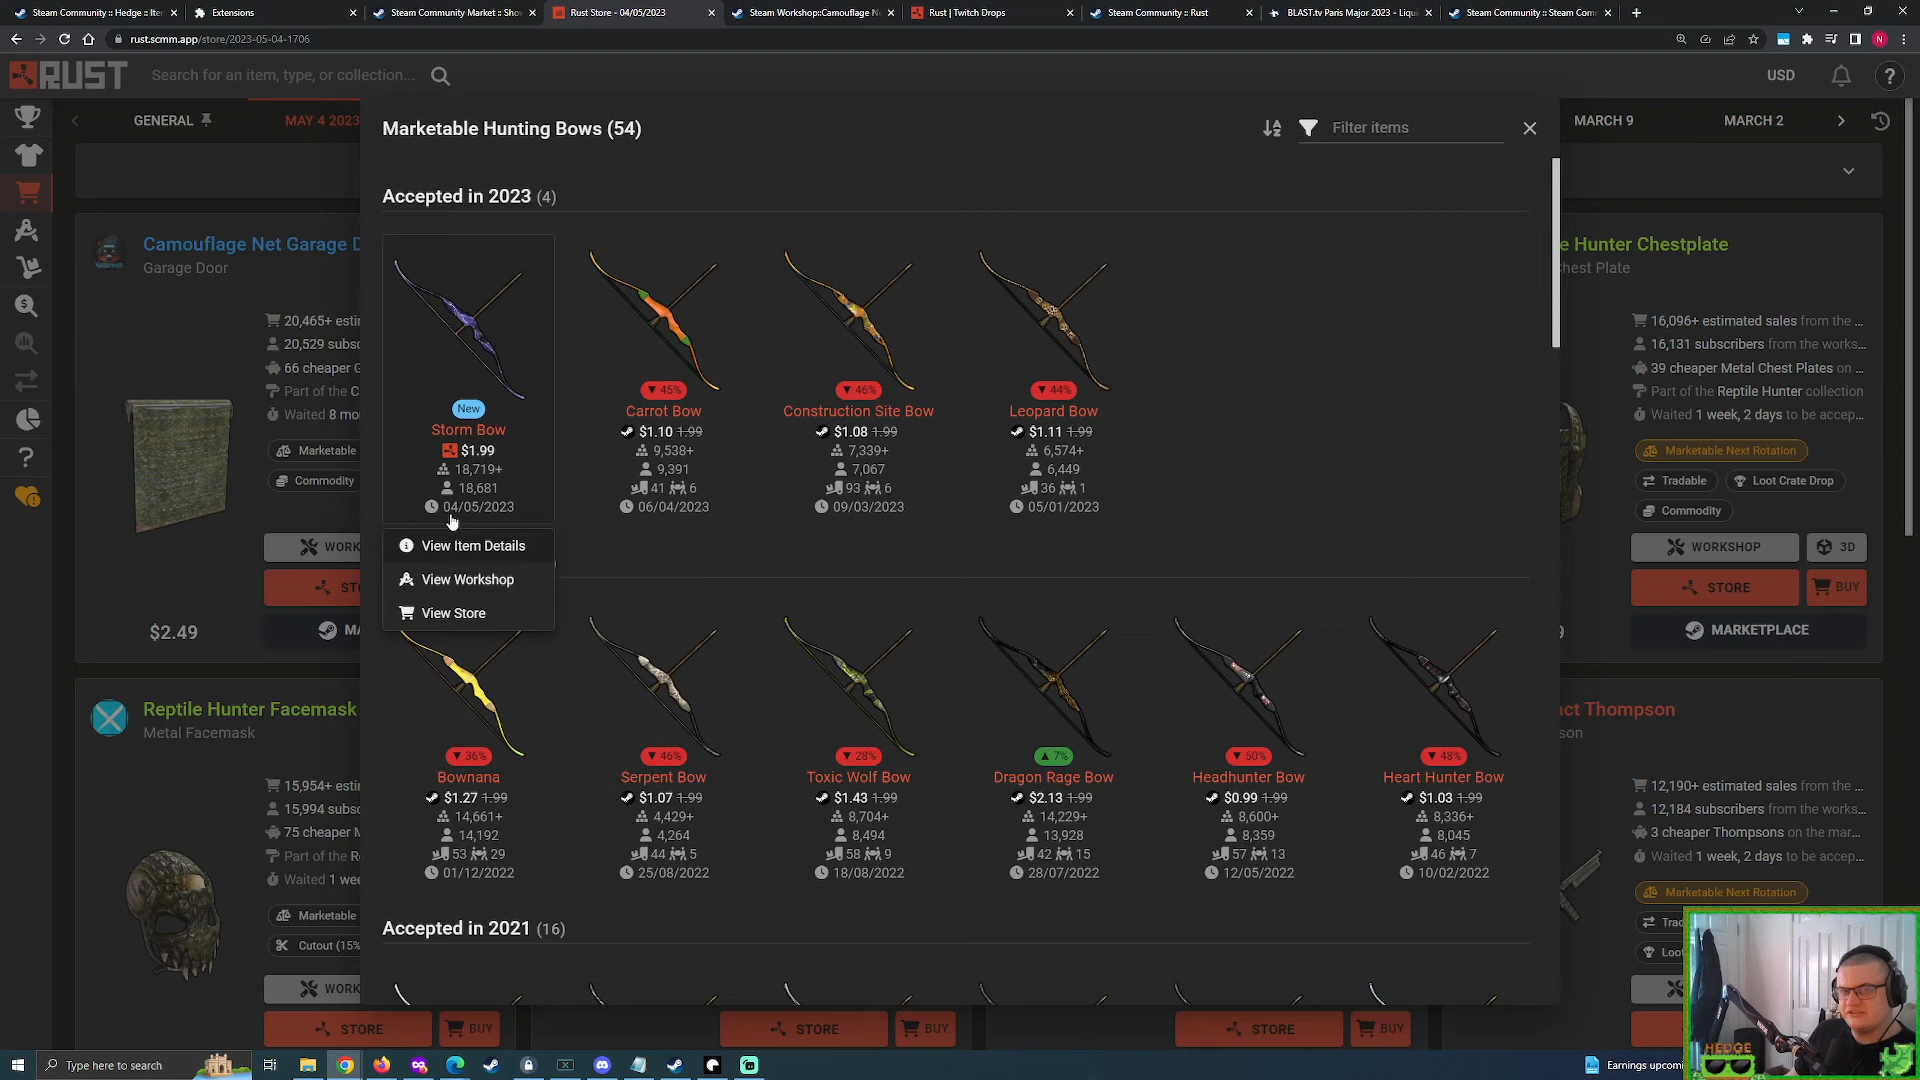 Steam Community :: Hedge :: Iter
Extensions
Steam Community Market :: Show
Rust Store - 04/05/2023
Steam Workshop::Camouflage Ne
Rust | Twitch Drops
Steam Community :: Rust
BLAST.tv Paris Major 2023 - Liqu
Steam Community :: Steam Com
rust.scmm.app/store/2023-05-04-1706
N
RUST
Search for an item, type, or collection...
USD
?
GENERAL
MAY 4 2023
MARCH 9
MARCH 2
Marketable Hunting Bows (54)
Filter items
Accepted in 2023 (4)
New
Storm Bow
$1.99
18,719+
18,681
04/05/2023
▼ 45%
Carrot Bow
$1.10 1.99
9,538+
9,391
41 6
06/04/2023
▼ 46%
Construction Site Bow
$1.08 1.99
7,339+
7,067
93 6
09/03/2023
▼ 44%
Leopard Bow
$1.11 1.99
6,574+
6,449
36 1
05/01/2023
View Item Details
View Workshop
View Store
▼ 36%
Bownana
$1.27 1.99
14,661+
14,192
53 29
01/12/2022
▼ 46%
Serpent Bow
$1.07 1.99
4,429+
4,264
44 5
25/08/2022
▼ 28%
Toxic Wolf Bow
$1.43 1.99
8,704+
8,494
58 9
18/08/2022
▲ 7%
Dragon Rage Bow
$2.13 1.99
14,229+
13,928
42 15
28/07/2022
▼ 50%
Headhunter Bow
$0.99 1.99
8,600+
8,359
57 13
12/05/2022
▼ 48%
Heart Hunter Bow
$1.03 1.99
8,336+
8,045
46 7
10/02/2022
Accepted in 2021 (16)
Camouflage Net Garage D
Garage Door
20,465+ esti
20,529 subsc
66 cheaper G
Part of the C
Waited 8 mo
Marketable
Commodity
WORK
ST
$2.49
MA
Reptile Hunter Facemask
Metal Facemask
15,954+ esti
15,994 subsc
75 cheaper M
Part of the Re
Waited 1 wee
Marketable
Cutout (15%
WORK
STORE
BUY
STORE
BUY
STORE
BUY
e Hunter Chestplate
Chest Plate
16,096+ estimated sales from the ...
16,131 subscribers from the works...
39 cheaper Metal Chest Plates on ...
Part of the Reptile Hunter collection
Waited 1 week, 2 days to be accep...
Marketable Next Rotation
Tradable
Loot Crate Drop
Commodity
WORKSHOP
3D
STORE
BUY
MARKETPLACE
act Thompson
son
12,190+ estimated sales from the ...
12,184 subscribers from the works...
3 cheaper Thompsons on the mar...
Waited 1 week, 2 days to be accep...
Marketable Next Rotation
Trad
Loo
HEDGE
Type here to search
Earnings upcomi